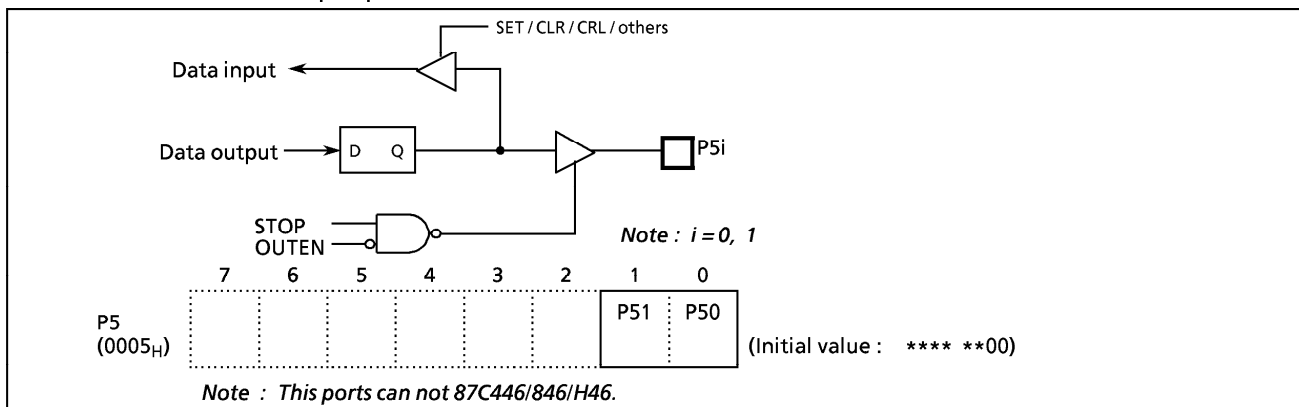 SET / CLR / CRL / others
Data input
Data output
D Q
P5i
STOP
OUTEN
Note : i = 0, 1
7 6 5 4 3 2 1 0
P5
(0005H)
P51 P50
(Initial value : **** **00)
Note : This ports can not 87C446/846/H46.